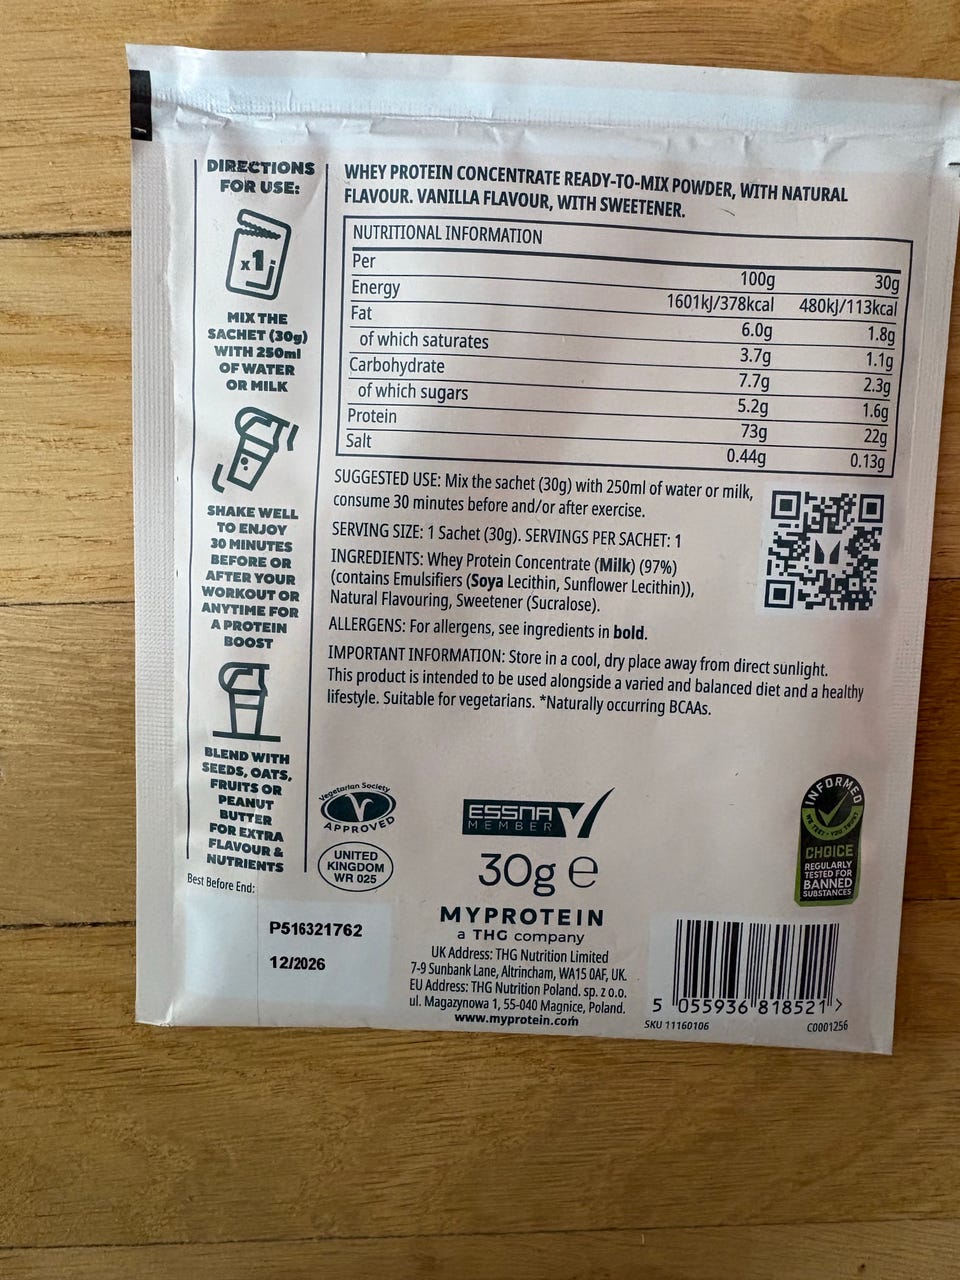 DIRECTIONS
FOR USE:
x1
MIX THE
SACHET (30g)
WITH 250ml
OF WATER
OR MILK
SHAKE WELL
TO ENJOY
30 MINUTES
BEFORE OR
AFTER YOUR
WORKOUT OR
ANYTIME FOR
A PROTEIN
BOOST
BLEND WITH
SEEDS, OATS,
FRUITS OR
PEANUT
BUTTER
FOR EXTRA
FLAVOUR &
NUTRIENTS
WHEY PROTEIN CONCENTRATE READY-TO-MIX POWDER, WITH NATURAL
FLAVOUR. VANILLA FLAVOUR, WITH SWEETENER.
NUTRITIONAL INFORMATION
Per 100g 30g
Energy 1601kJ/378kcal 480kJ/113kcal
Fat 6.0g 1.8g
of which saturates 3.7g 1.1g
Carbohydrate 7.7g 2.3g
of which sugars 5.2g 1.6g
Protein 73g 22g
Salt 0.44g 0.13g
SUGGESTED USE: Mix the sachet (30g) with 250ml of water or milk,
consume 30 minutes before and/or after exercise.
SERVING SIZE: 1 Sachet (30g). SERVINGS PER SACHET: 1
INGREDIENTS: Whey Protein Concentrate (Milk) (97%)
(contains Emulsifiers (Soya Lecithin, Sunflower Lecithin)),
Natural Flavouring, Sweetener (Sucralose).
ALLERGENS: For allergens, see ingredients in bold.
IMPORTANT INFORMATION: Store in a cool, dry place away from direct sunlight.
This product is intended to be used alongside a varied and balanced diet and a healthy
lifestyle. Suitable for vegetarians. *Naturally occurring BCAAs.
Vegetarian Society
V
APPROVED
UNITED
KINGDOM
WR 025
ESSNA
MEMBER
30g e
MYPROTEIN
a THG company
UK Address: THG Nutrition Limited
7-9 Sunbank Lane, Altrincham, WA15 0AF, UK.
EU Address: THG Nutrition Poland. sp. z o.o.
ul. Magazynowa 1, 55-040 Magnice, Poland.
www.myprotein.com
INFORMED
WE TEST • YOU TRUST
CHOICE
REGULARLY
TESTED FOR
BANNED
SUBSTANCES
Best Before End:
P516321762
12/2026
5 055936 818521 >
SKU 11160106
C0001256